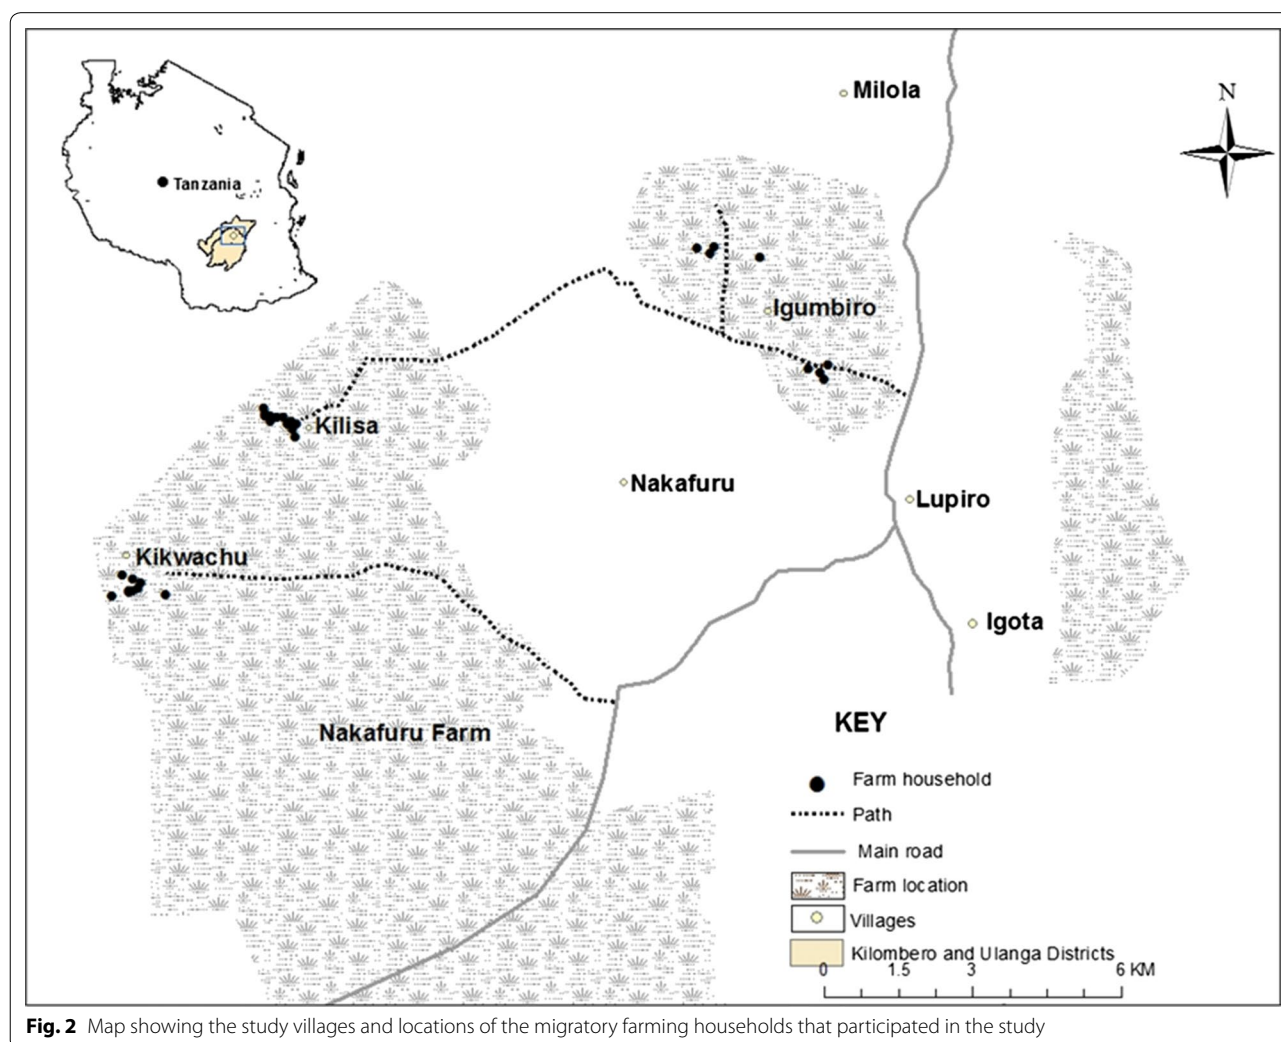 Milola
N
Tanzania
Igumbiro
Kilisa
Nakafuru
Lupiro
Kikwachu
Igota
Nakafuru Farm
KEY
Farm household
Path
Main road
Farm location
Villages
Kilombero and Ulanga Districts
0 1.5 3 6 KM
Fig. 2 Map showing the study villages and locations of the migratory farming households that participated in the study